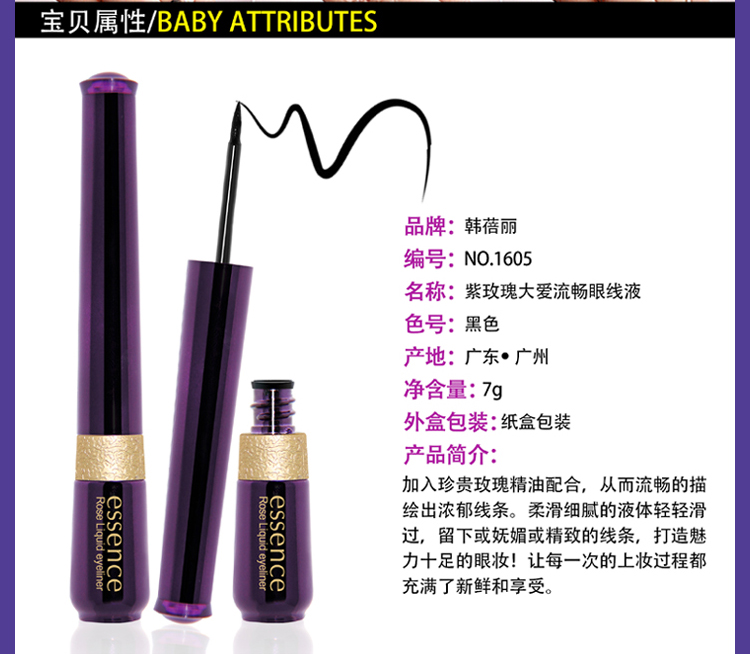 宝贝属性/BABY ATTRIBUTES
品牌：韩蓓丽
编号：NO.1605
名称：紫玫瑰大爱流畅眼线液
色号：黑色
产地：广东•广州
净含量：7g
外盒包装：纸盒包装
产品简介：
加入珍贵玫瑰精油配合，从而流畅的描
绘出浓郁线条。柔滑细腻的液体轻轻滑
过，留下或妩媚或精致的线条，打造魅
力十足的眼妆！让每一次的上妆过程都
充满了新鲜和享受。
essence
Rose Liquid eyeliner
essence
Rose Liquid eyeliner